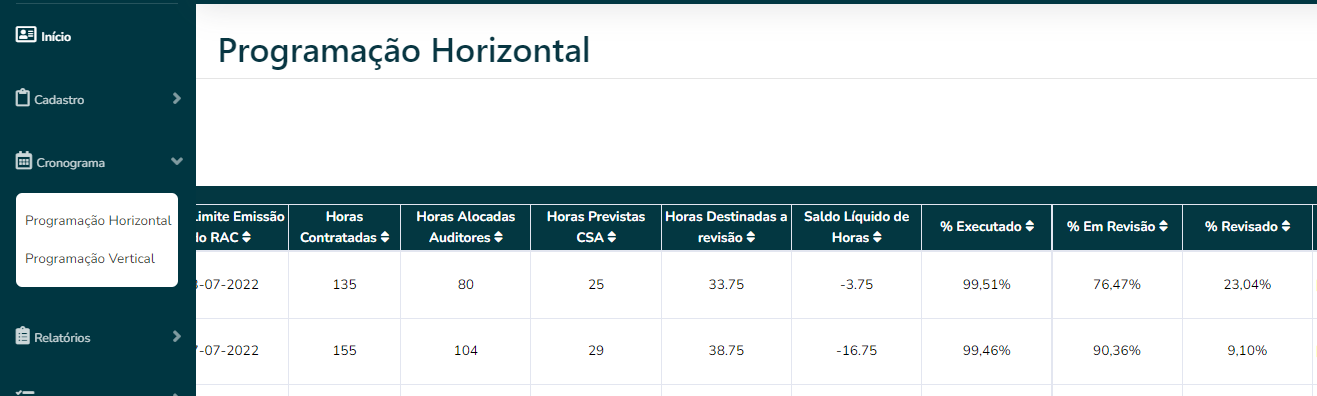 Início
Programação Horizontal
Cadastro
Cronograma
Programação Horizontal
Programação Vertical
Relatórios
Limite Emissão do RAC
Horas Contratadas
Horas Alocadas Auditores
Horas Previstas CSA
Horas Destinadas a revisão
Saldo Líquido de Horas
% Executado
% Em Revisão
% Revisado
-07-2022 135 80 25 33.75 -3.75 99,51% 76,47% 23,04%
-07-2022 155 104 29 38.75 -16.75 99,46% 90,36% 9,10%